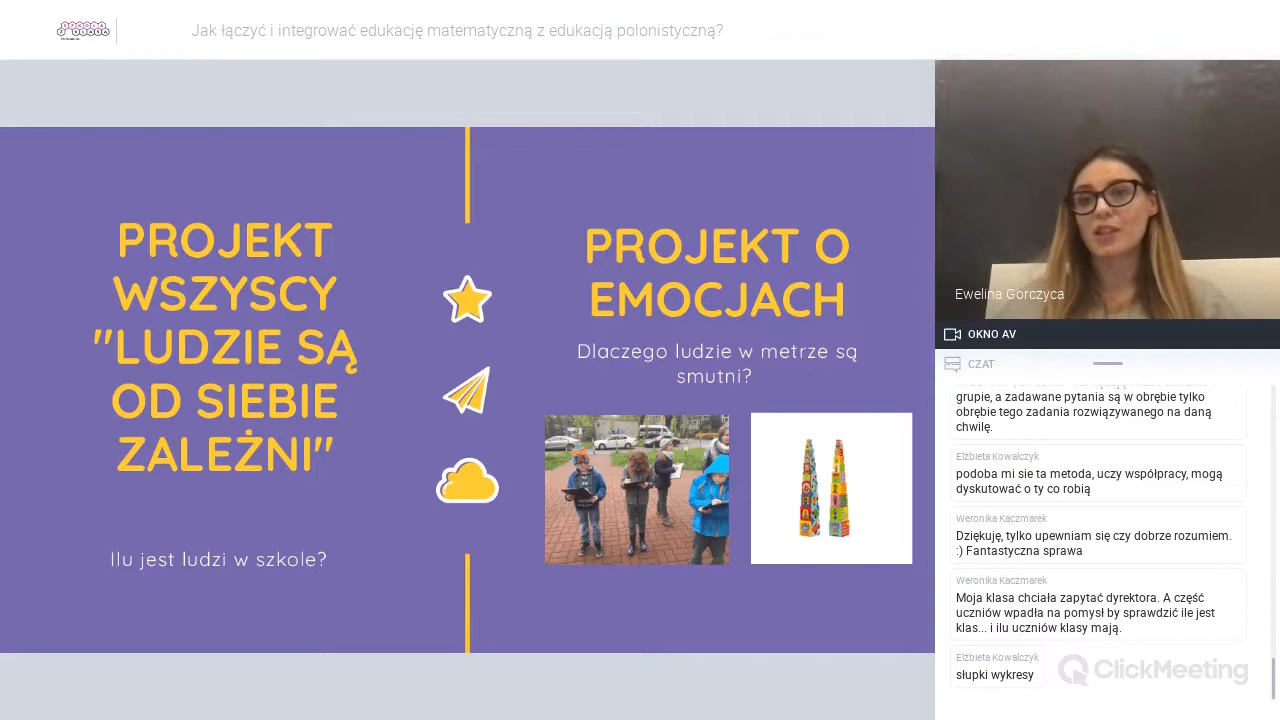 SZKOŁA
Z KLASĄ
Jak łączyć i integrować edukację matematyczną z edukacją polonistyczną?
PROJEKT
WSZYSCY
"LUDZIE SĄ
OD SIEBIE
ZALEŻNI"
Ilu jest ludzi w szkole?
PROJEKT O
EMOCJACH
Dlaczego ludzie w metrze są
smutni?
Ewelina Gorczyca
OKNO AV
CZAT
grupie, a zadawane pytania są w obrębie tylko
obrębie tego zadania rozwiązywanego na daną
chwilę.
Elżbieta Kowalczyk
podoba mi sie ta metoda, uczy współpracy, mogą
dyskutować o ty co robią
Weronika Kaczmarek
Dziękuję, tylko upewniam się czy dobrze rozumiem.
:) Fantastyczna sprawa
Weronika Kaczmarek
Moja klasa chciała zapytać dyrektora. A część
uczniów wpadła na pomysł by sprawdzić ile jest
klas... i ilu uczniów klasy mają.
Elżbieta Kowalczyk
słupki wykresy
ClickMeeting